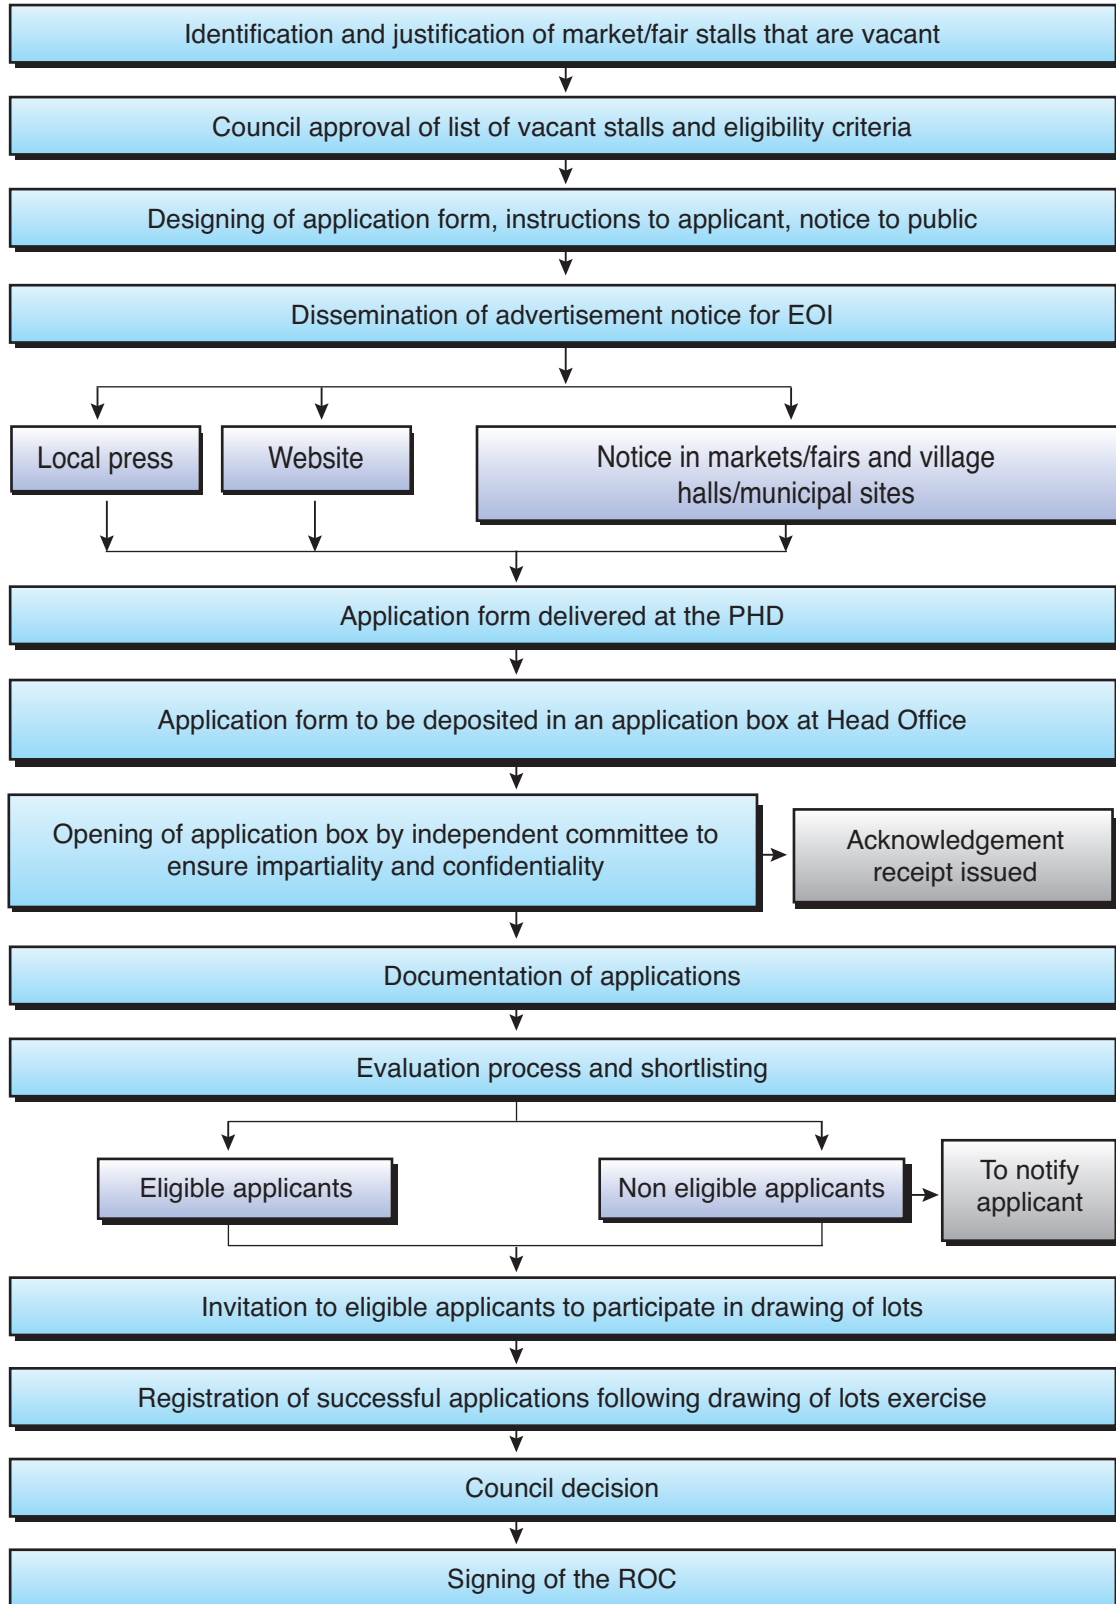 Identification and justification of market/fair stalls that are vacant
Council approval of list of vacant stalls and eligibility criteria
Designing of application form, instructions to applicant, notice to public
Dissemination of advertisement notice for EOI
Local press
Website
Notice in markets/fairs and village
halls/municipal sites
Application form delivered at the PHD
Application form to be deposited in an application box at Head Office
Opening of application box by independent committee to
ensure impartiality and confidentiality
Acknowledgement
receipt issued
Documentation of applications
Evaluation process and shortlisting
Eligible applicants
Non eligible applicants
To notify
applicant
Invitation to eligible applicants to participate in drawing of lots
Registration of successful applications following drawing of lots exercise
Council decision
Signing of the ROC